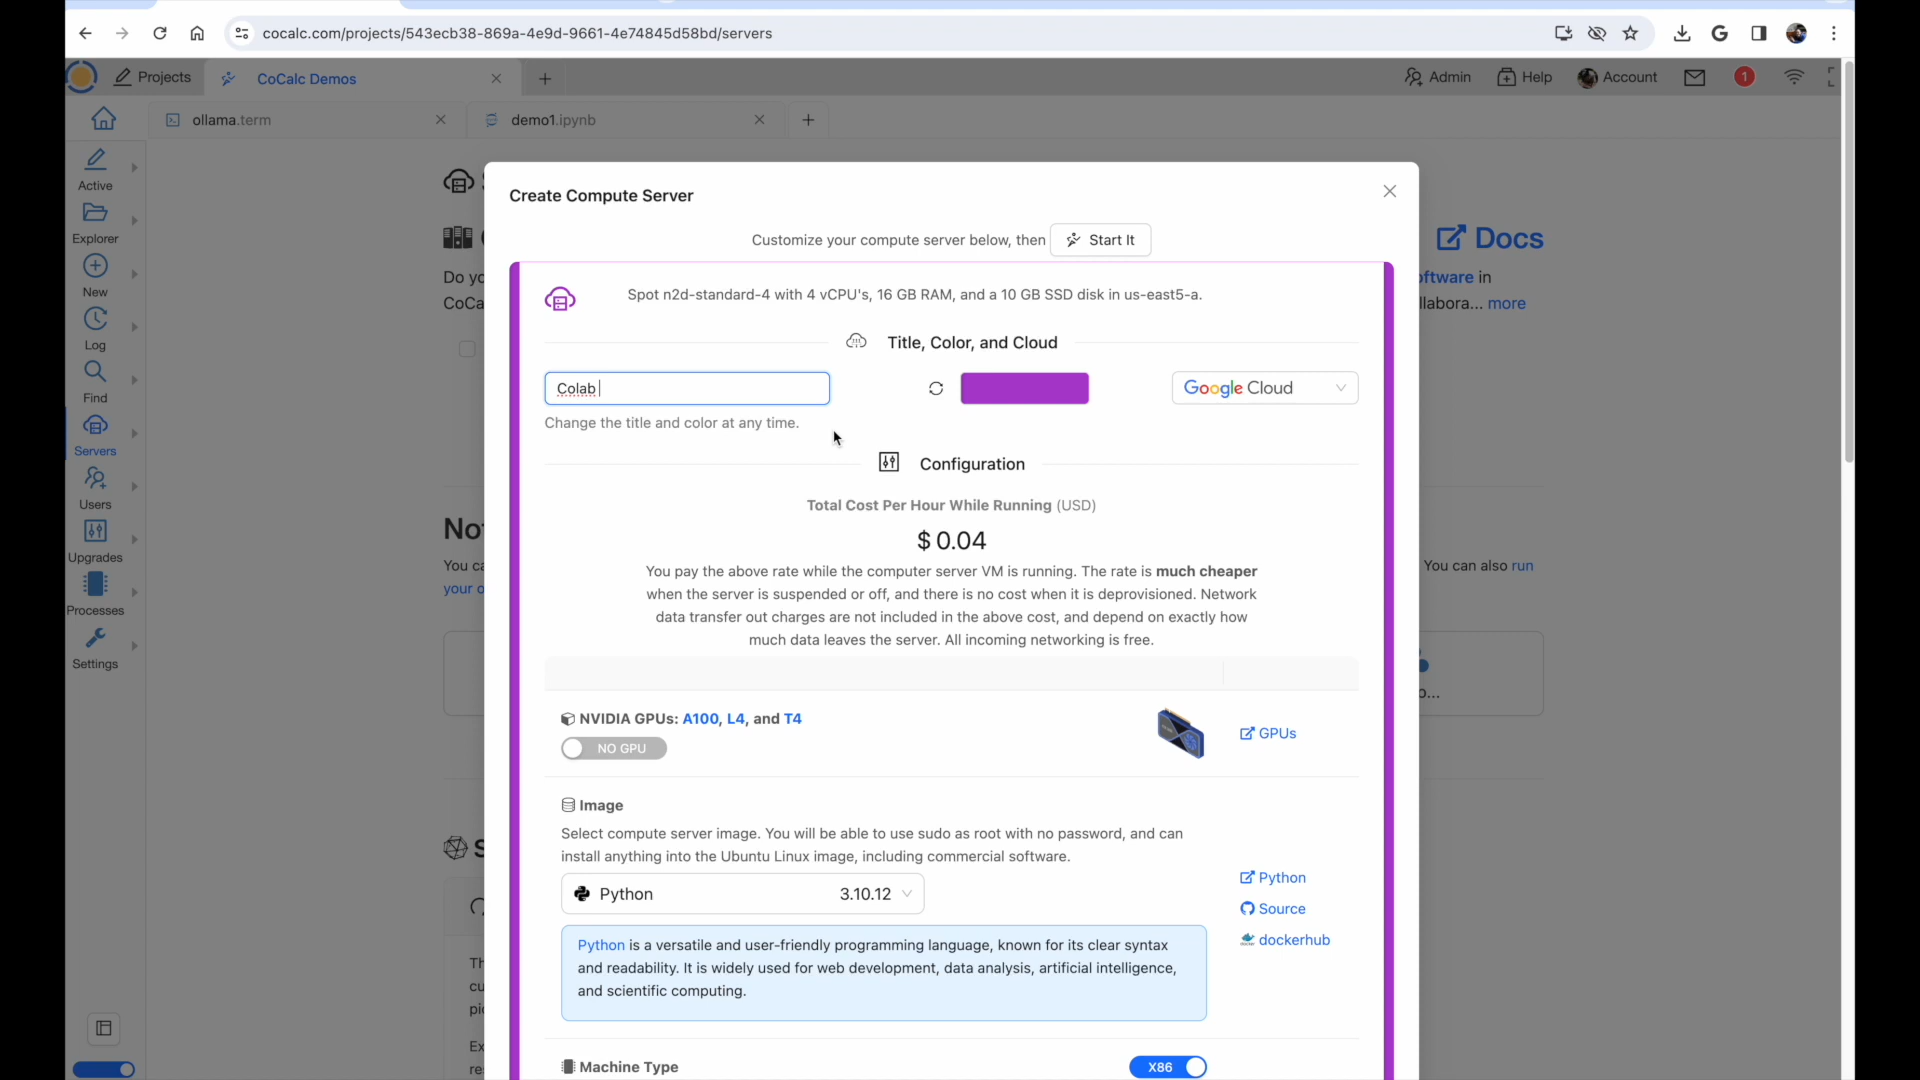 cocalc.com/projects/543ecb38-869a-4e9d-9661-4e74845d58bd/servers
Projects
CoCalc Demos
Admin
Help
Account
1
ollama.term
demo1.ipynb
Active
Explorer
New
Log
Find
Servers
Users
Upgrades
Processes
Settings
Create Compute Server
Customize your compute server below, then
Start It
Spot n2d-standard-4 with 4 vCPU's, 16 GB RAM, and a 10 GB SSD disk in us-east5-a.
Title, Color, and Cloud
Colab
Google Cloud
Change the title and color at any time.
Configuration
Total Cost Per Hour While Running (USD)
$ 0.04
You pay the above rate while the computer server VM is running. The rate is much cheaper
when the server is suspended or off, and there is no cost when it is deprovisioned. Network
data transfer out charges are not included in the above cost, and depend on exactly how
much data leaves the server. All incoming networking is free.
NVIDIA GPUs: A100, L4, and T4
NO GPU
GPUs
Image
Select compute server image. You will be able to use sudo as root with no password, and can
install anything into the Ubuntu Linux image, including commercial software.
Python 3.10.12
Python
Source
dockerhub
Python is a versatile and user-friendly programming language, known for its clear syntax
and readability. It is widely used for web development, data analysis, artificial intelligence,
and scientific computing.
Machine Type
X86
Docs
in
more
You can also run
Do
your